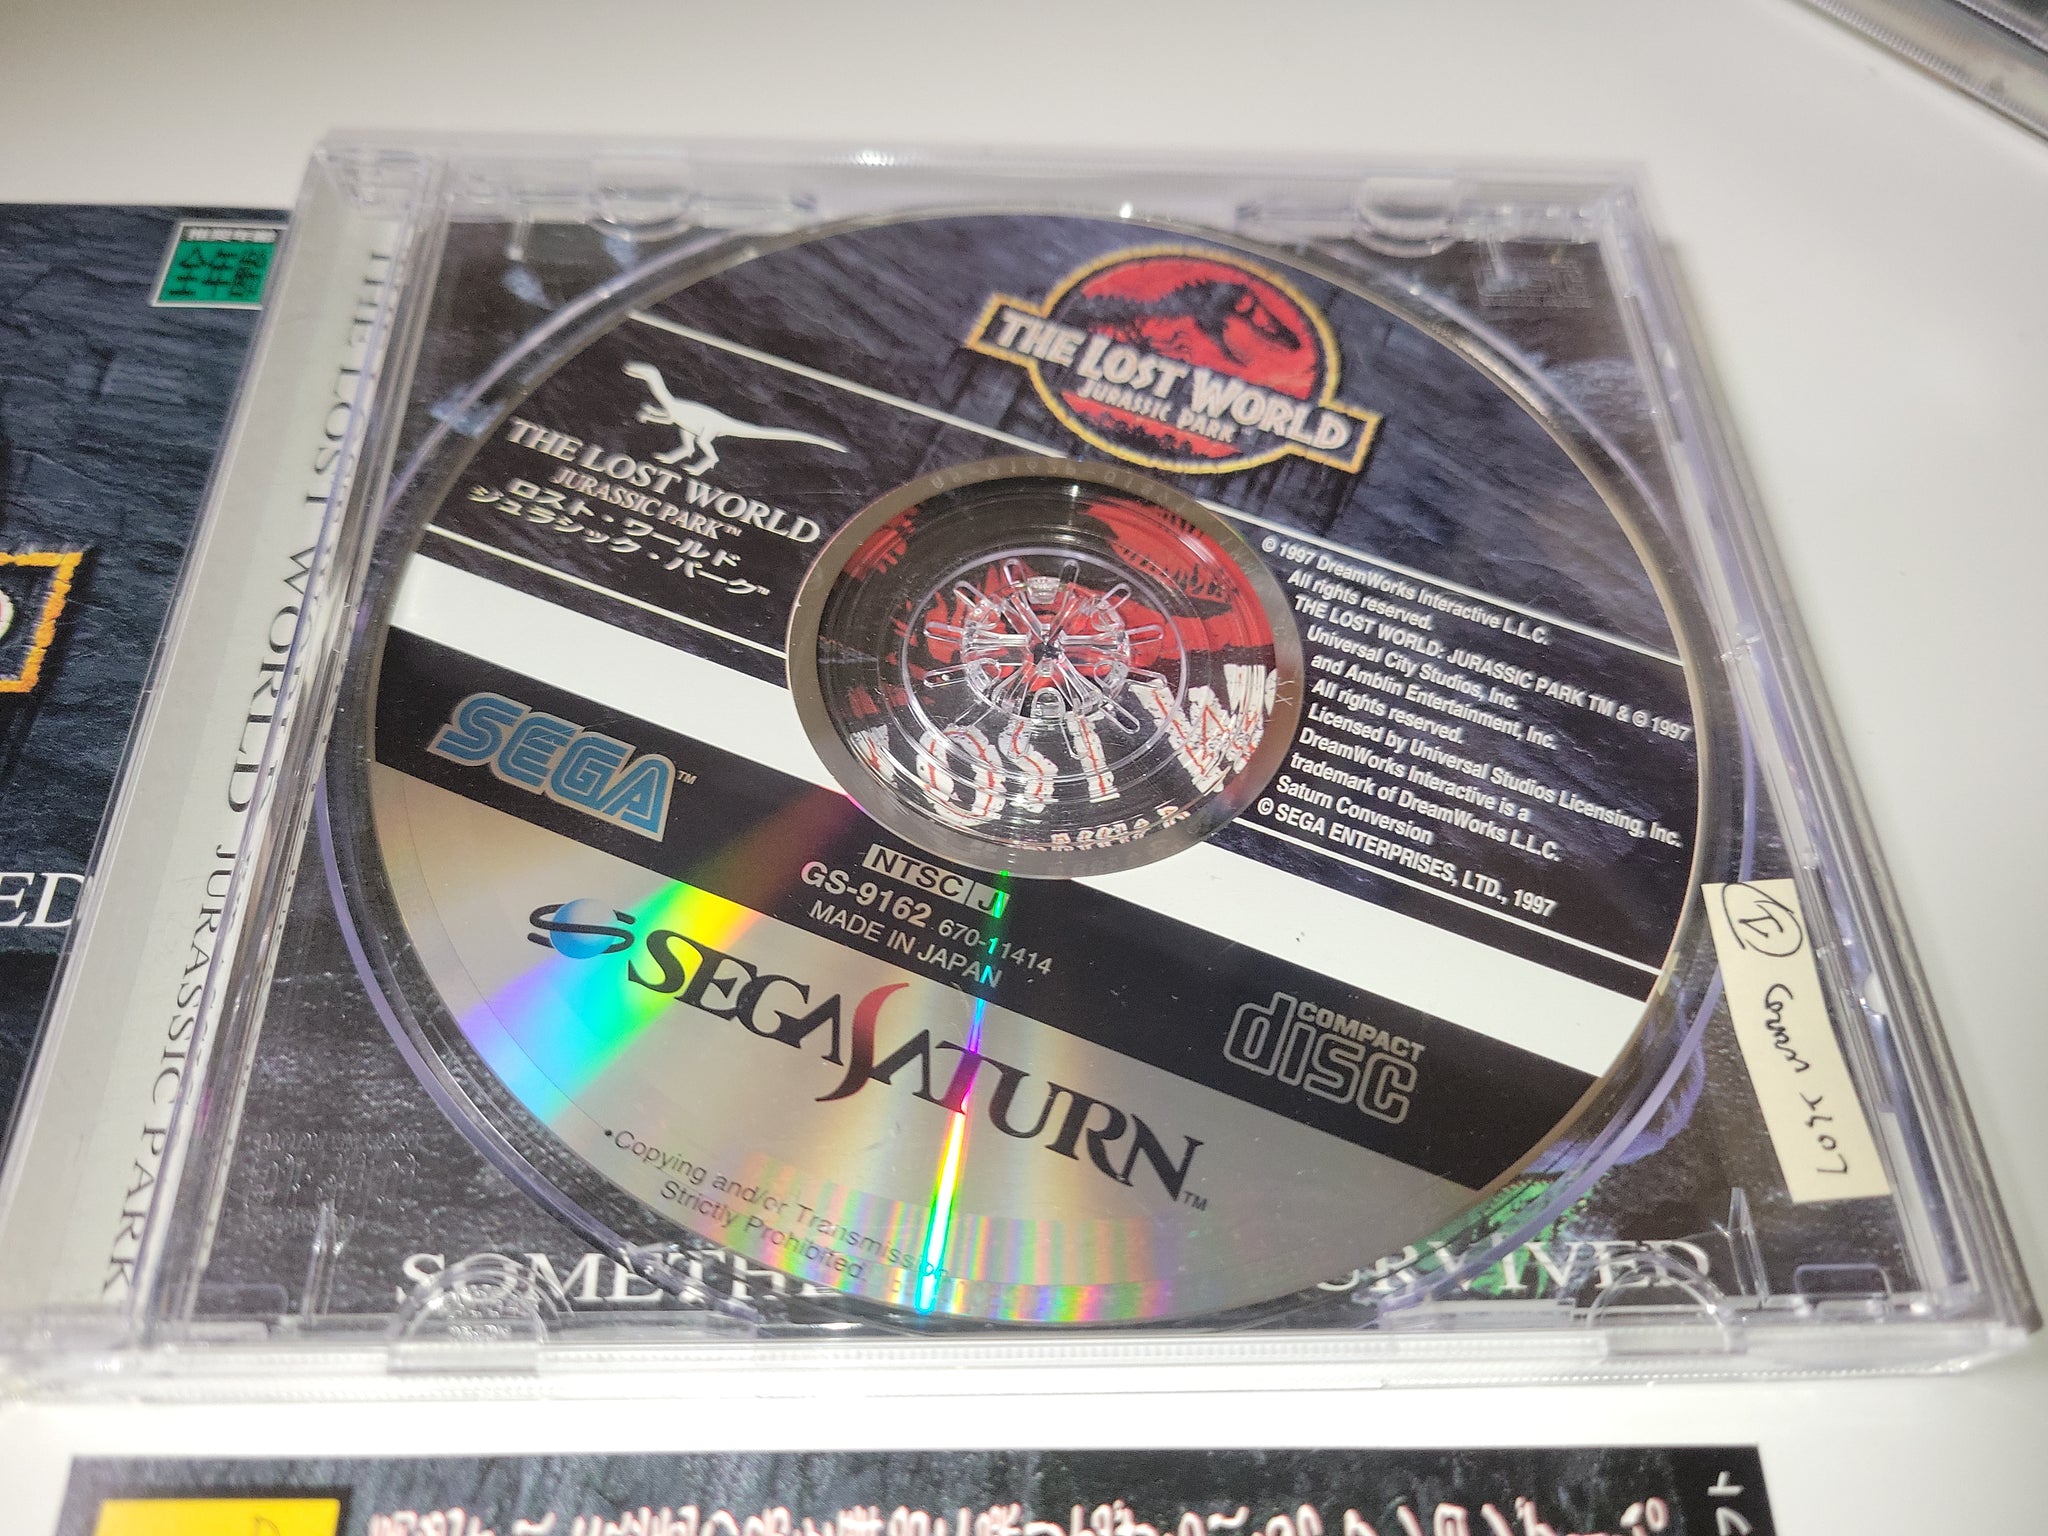 THE LOST WORLD
JURASSIC PARK
THE LOST WORLD
JURASSIC PARK™
ロスト・ワールド
ジュラシック・パーク™
© 1997 DreamWorks Interactive L.L.C.
All rights reserved.
THE LOST WORLD: JURASSIC PARK TM & © 1997
Universal City Studios, Inc.
and Amblin Entertainment, Inc.
All rights reserved.
Licensed by Universal Studios Licensing, Inc.
DreamWorks Interactive is a
trademark of DreamWorks L.L.C.
Saturn Conversion
© SEGA ENTERPRISES, LTD., 1997
SEGA™
NTSC J
GS-9162 670-11414
MADE IN JAPAN
SEGA SATURN™
COMPACT
disc
•Copying and/or Transmission
Strictly Prohibited.
THE LOST WORLD JURASSIC PARK
SURVIVED